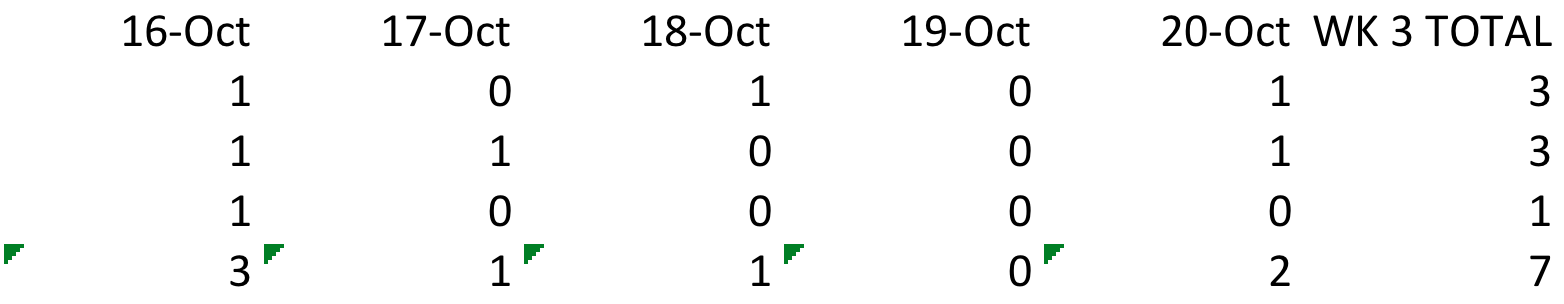 16-Oct 17-Oct 18-Oct 19-Oct 20-Oct WK 3 TOTAL
1 0 1 0 1 3
1 1 0 0 1 3
1 0 0 0 0 1
3 1 1 0 2 7